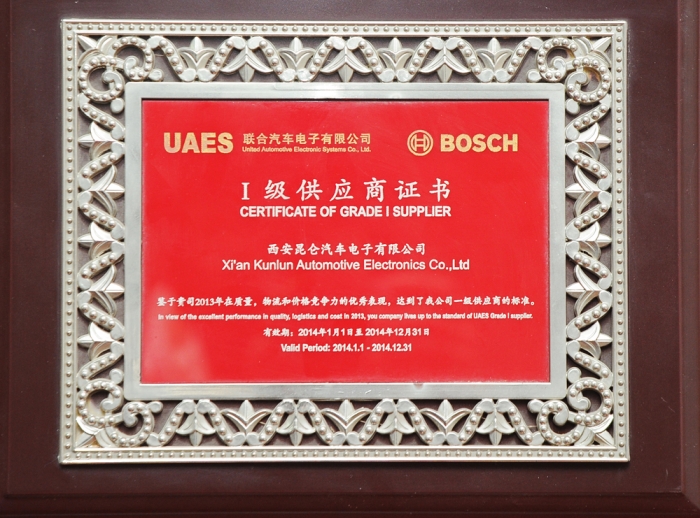 UAES 联合汽车电子有限公司
United Automotive Electronic Systems Co., Ltd.
BOSCH
I 级供应商证书
CERTIFICATE OF GRADE I SUPPLIER
西安昆仑汽车电子有限公司
Xi'an Kunlun Automotive Electronics Co.,Ltd
鉴于贵司2013年在质量，物流和价格竞争力的优秀表现，达到了我公司一级供应商的标准。
In view of the excellent performance in quality, logistics and cost in 2013, you company lives up to the standerd of UAES Grade I supplier.
有效期：2014年1月1日至2014年12月31日
Valid Period: 2014.1.1 - 2014.12.31